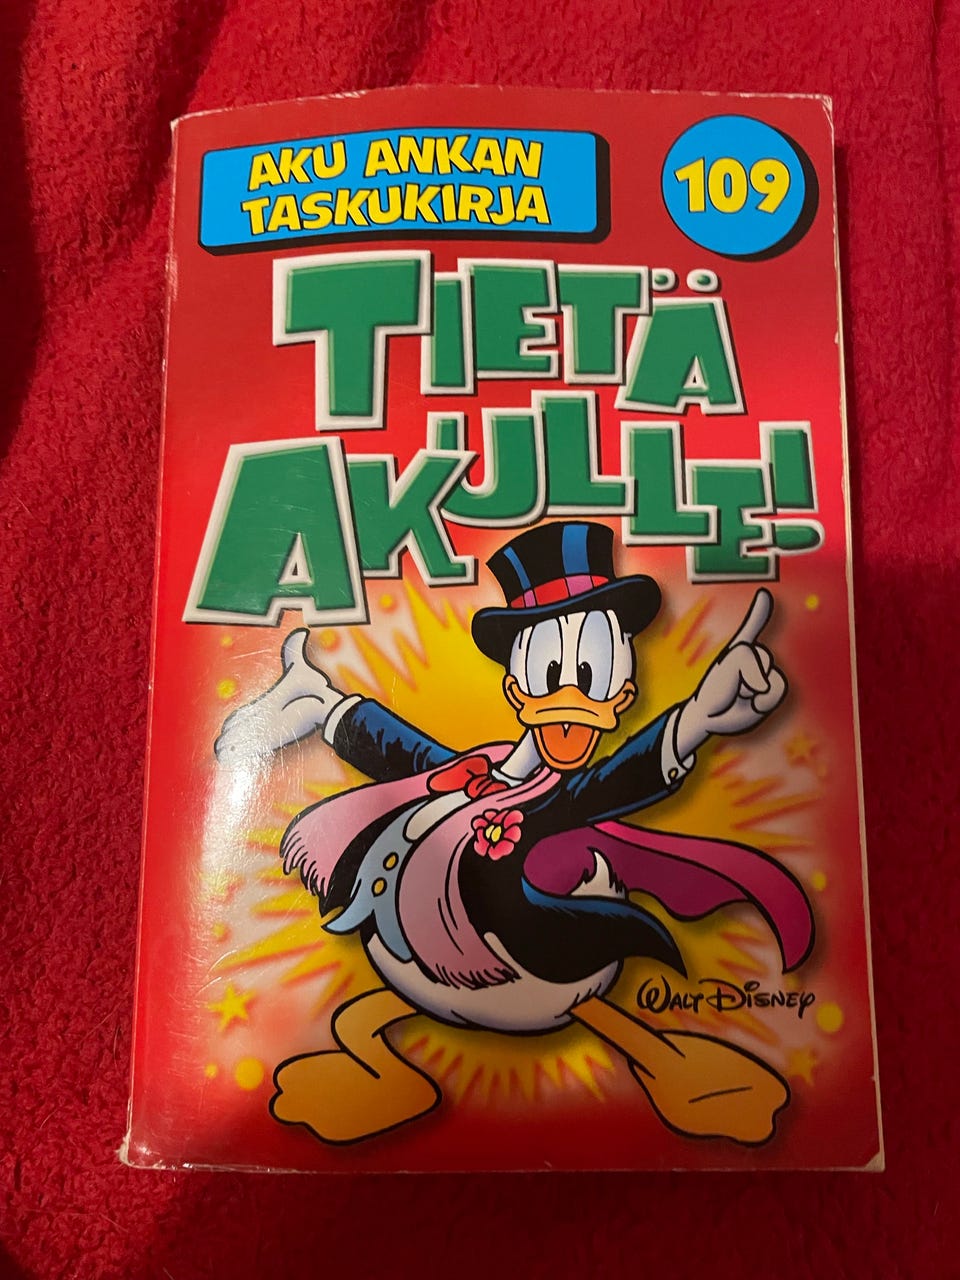 AKU ANKAN
TASKUKIRJA
109
TIETÄ
AKULLE!
WALT DISNEY